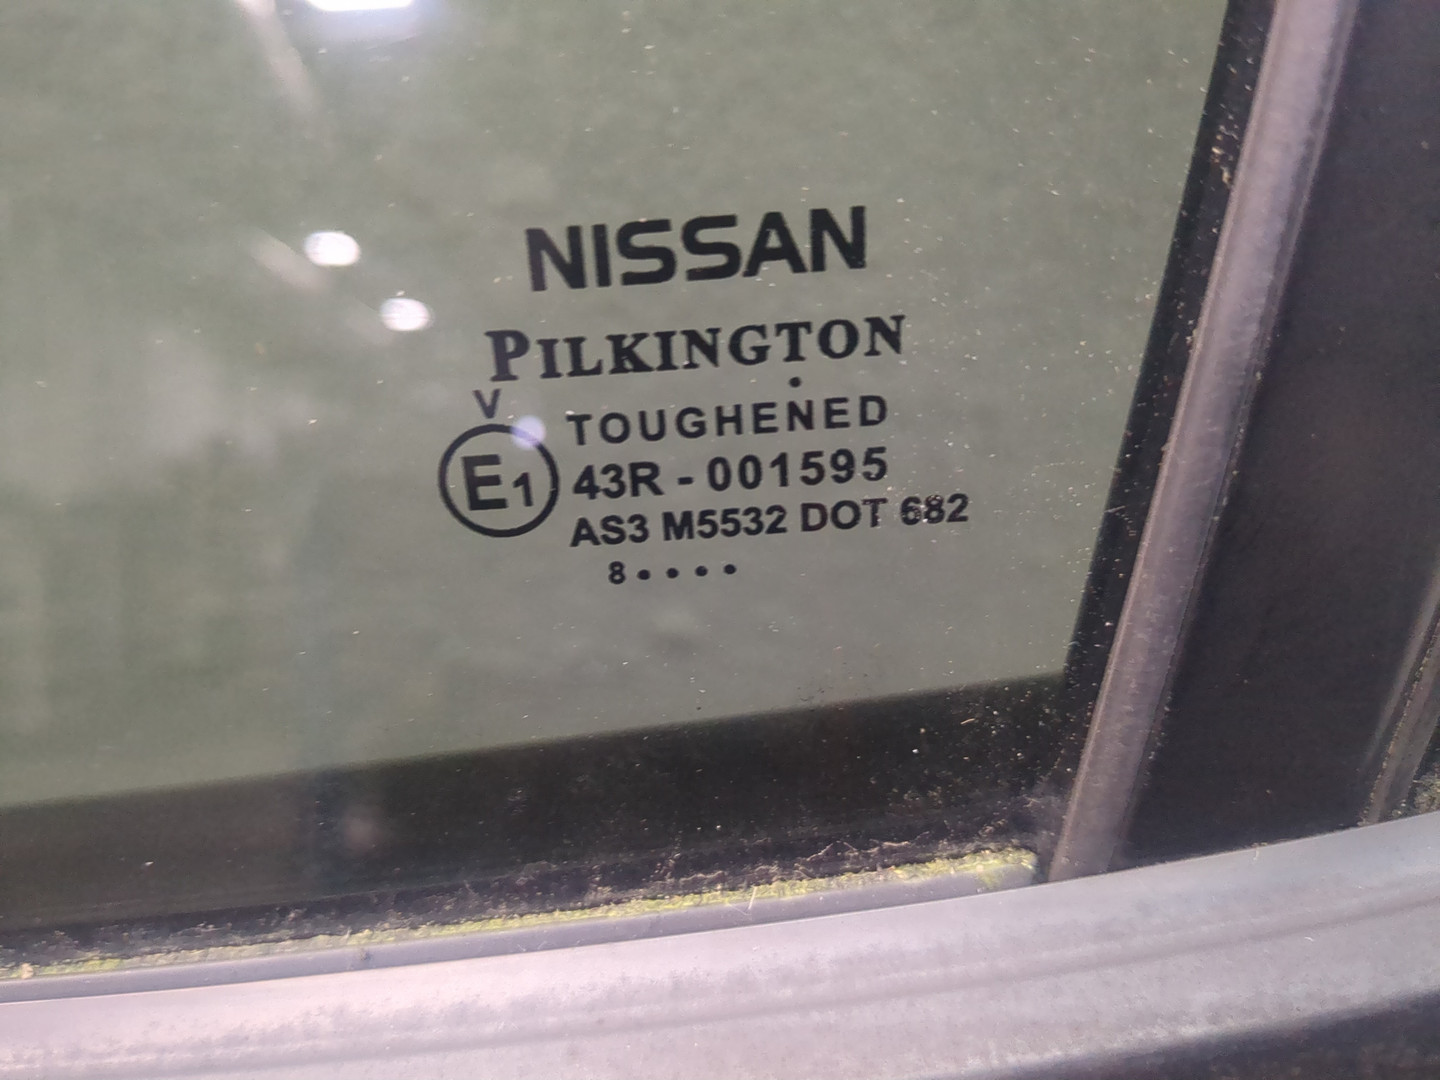 NISSAN
PILKINGTON
V
TOUGHENED
E1 43R - 001595
AS3 M5532 DOT 682
8 • • • •